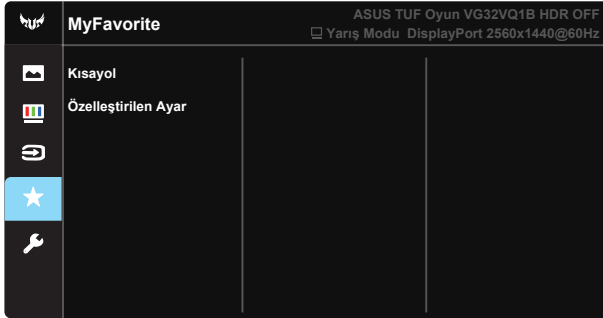 MyFavorite
ASUS TUF Oyun VG32VQ1B HDR OFF
Yarış Modu DisplayPort 2560x1440@60Hz
Kısayol
Özelleştirilen Ayar